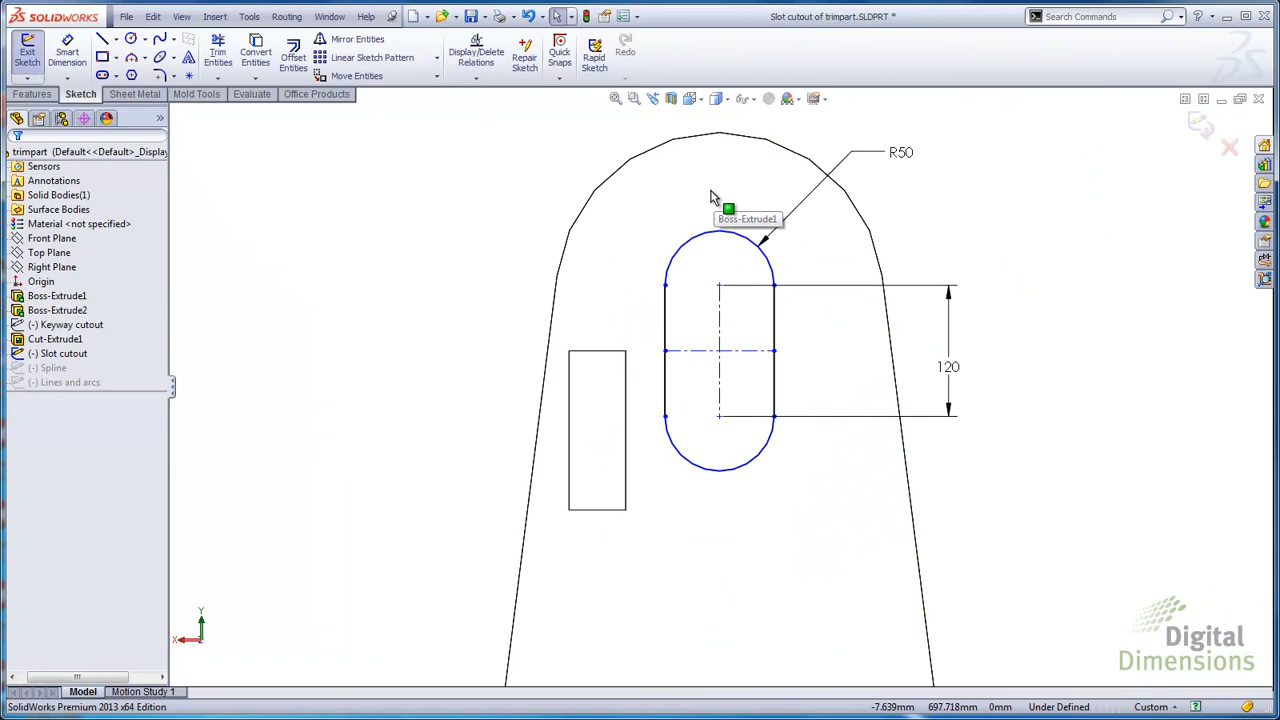 SOLIDWORKS File Edit View Insert Tools Routing Window Help Slot cutout of trimpart.SLDPRT * Search Commands
Exit Sketch Smart Dimension Trim Entities Convert Entities Offset Entities Mirror Entities Linear Sketch Pattern Move Entities Display/Delete Relations Repair Sketch Quick Snaps Rapid Sketch Redo
Features Sketch Sheet Metal Mold Tools Evaluate Office Products
trimpart (Default<<Default>_Display
Sensors
Annotations
Solid Bodies(1)
Surface Bodies
Material <not specified>
Front Plane
Top Plane
Right Plane
Origin
Boss-Extrude1
Boss-Extrude2
(-) Keyway cutout
Cut-Extrude1
(-) Slot cutout
(-) Spline
(-) Lines and arcs
R50
Boss-Extrude1
120
Y
X
Digital
Dimensions
Model Motion Study 1
SolidWorks Premium 2013 x64 Edition -7.639mm 697.718mm 0mm Under Defined Custom